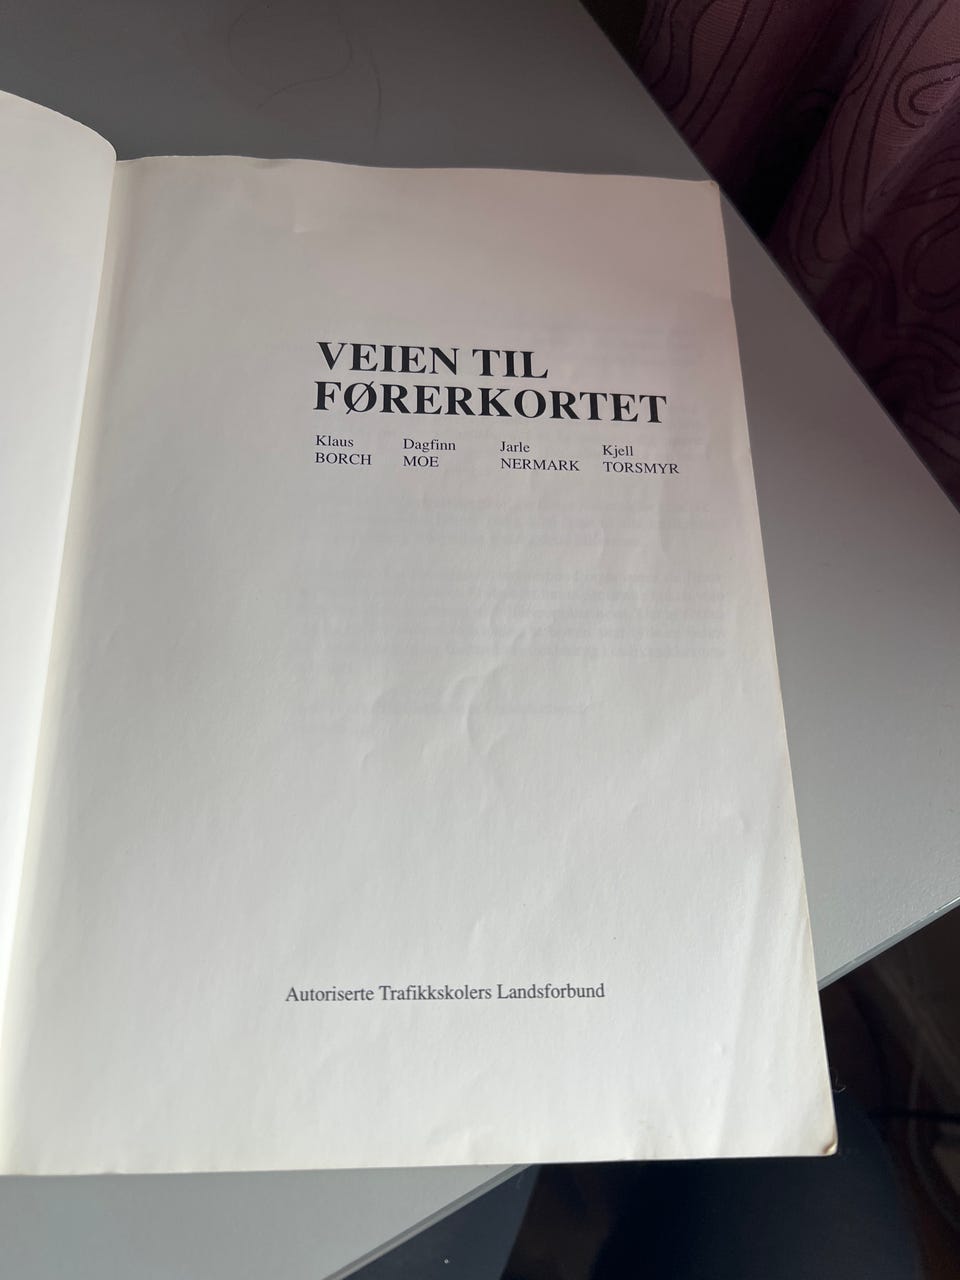 VEIEN TIL
FØRERKORTET
Klaus Dagfinn Jarle Kjell
BORCH MOE NERMARK TORSMYR
Autoriserte Trafikkskolers Landsforbund